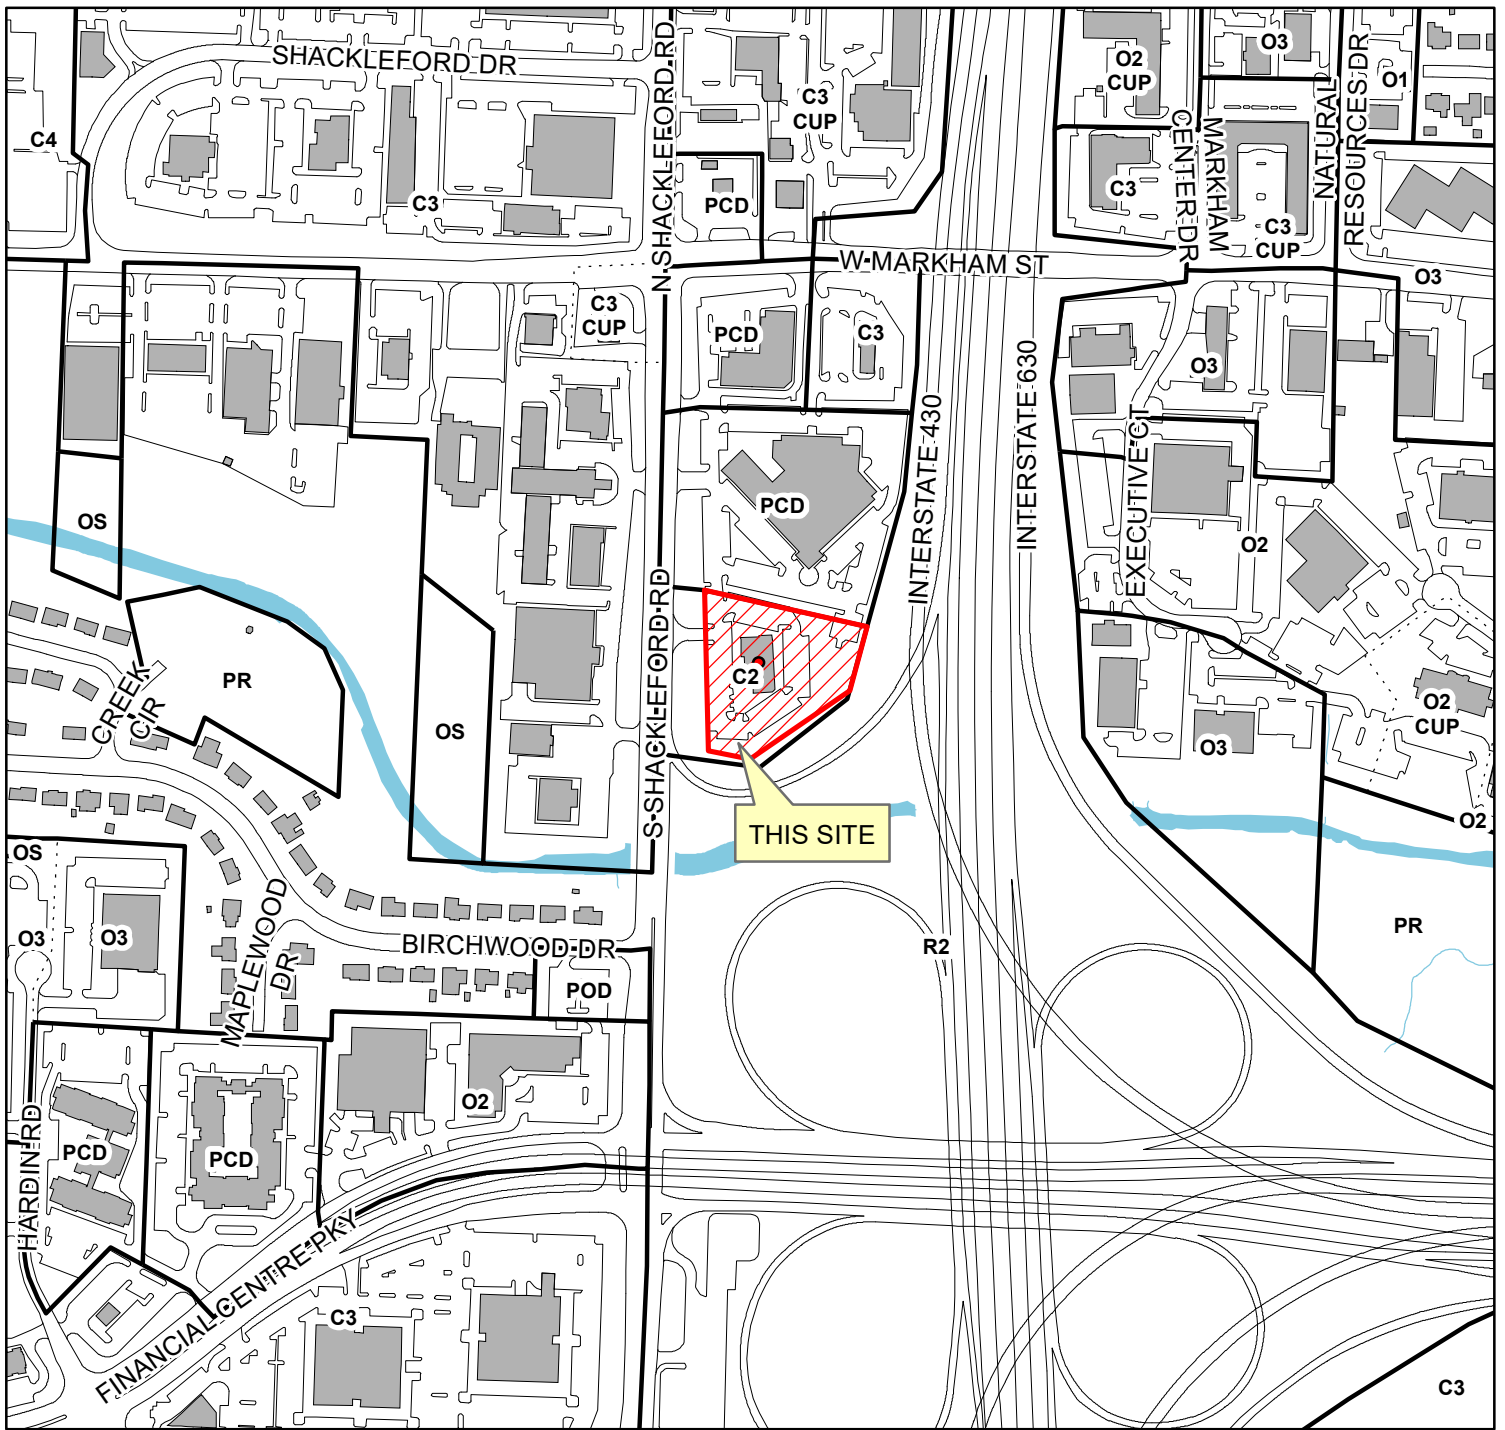 SHACKLEFORD DR
N SHACKLEFORD RD
O2
CUP
O3
O1
NATURAL
RESOURCES DR
C3
CUP
C4
MARKHAM
CENTER DR
C3
C3
PCD
C3
CUP
W MARKHAM ST
O3
C3
CUP
PCD
C3
O3
INTERSTATE 630
INTERSTATE 430
EXECUTIVE CT
PCD
OS
O2
S SHACKLEFORD RD
PR
C2
CREEK
CIR
OS
O2
CUP
O3
THIS SITE
O2
OS
O3
O3
MAPLEWOOD
DR
BIRCHWOOD DR
R2
PR
POD
O2
HARDIN RD
PCD
PCD
FINANCIAL CENTRE PKY
C3
C3